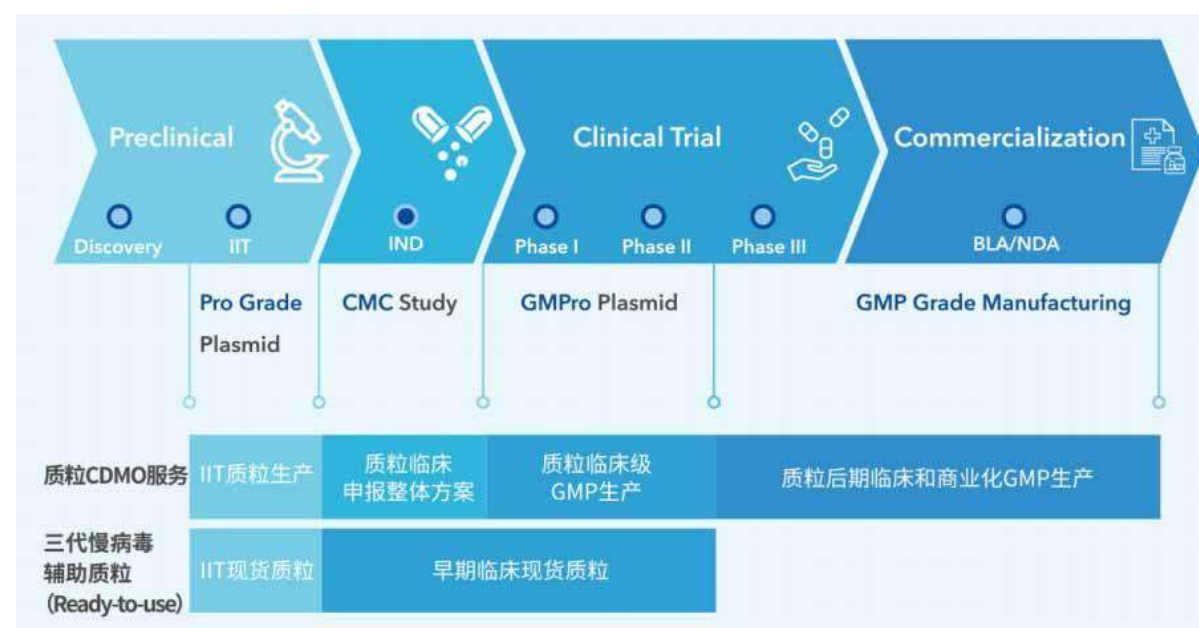 Preclinical
Clinical Trial
Commercialization
Discovery
IIT
IND
Phase I
Phase II
Phase III
BLA/NDA
Pro Grade
Plasmid
CMC Study
GMPro Plasmid
GMP Grade Manufacturing
质粒CDMO服务
IIT质粒生产
质粒临床
申报整体方案
质粒临床级
GMP生产
质粒后期临床和商业化GMP生产
三代慢病毒
辅助质粒
(Ready-to-use)
IIT现货质粒
早期临床现货质粒